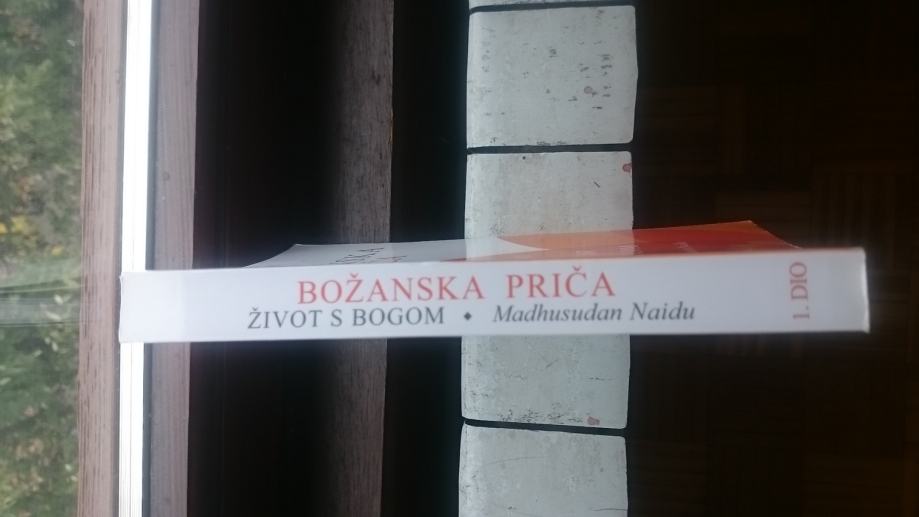 BOŽANSKA PRIČA
ŽIVOT S BOGOM • Madhusudan Naidu
1. DIO